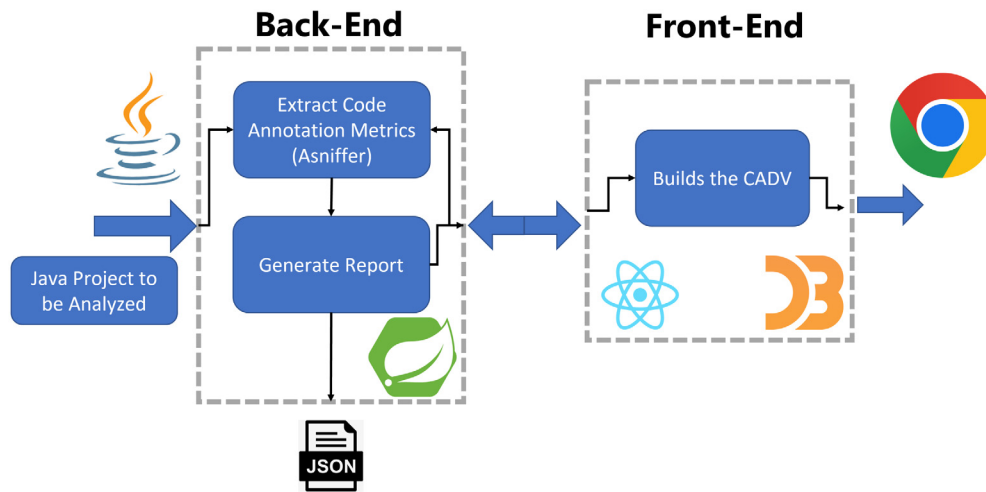 Back-End
Front-End
Extract Code
Annotation Metrics
(Asniffer)
Builds the CADV
Generate Report
Java Project to
be Analyzed
D3
JSON